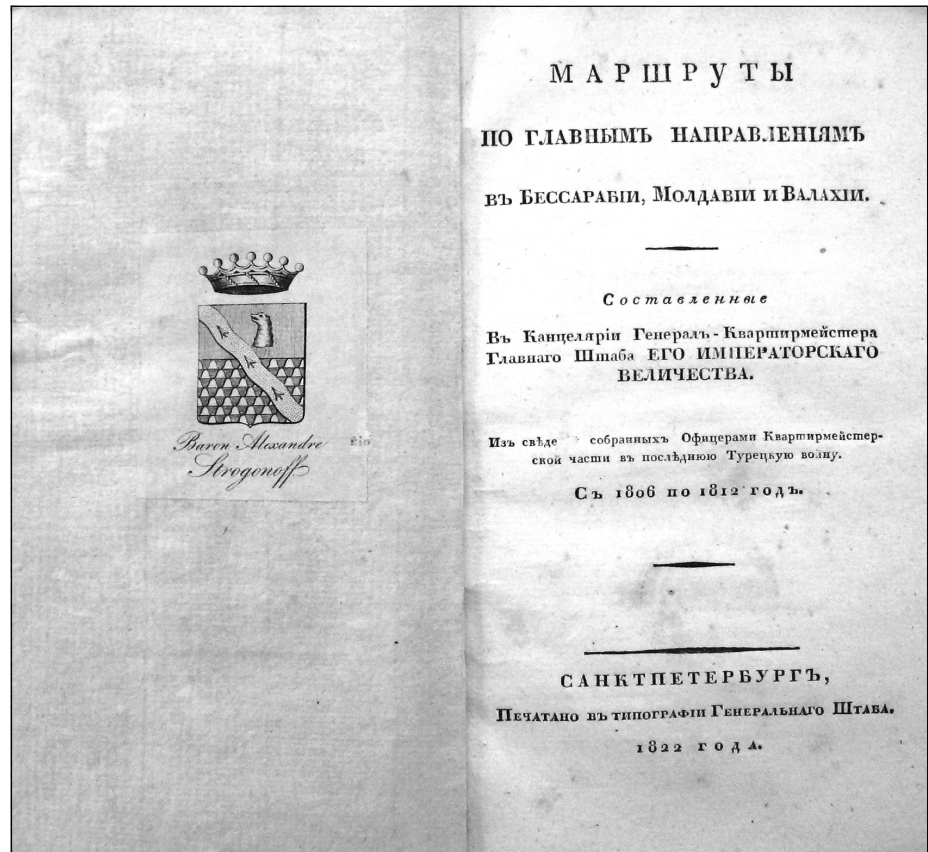 Baron Alexandre
Strogonoff
МАРШРУТЫ
ПО ГЛАВНЫМЪ НАПРАВЛЕНІЯМЪ
ВЪ БЕССАРАБІИ, МОЛДАВІИ И ВАЛАХІИ.
Составленные
Въ Канцеляріи Генералъ-Квартирмейстера
Главнаго Штаба ЕГО ИМПЕРАТОРСКАГО
ВЕЛИЧЕСТВА.
Изъ свѣде собранныхъ Офицерами Квартирмейстер-
ской части въ послѣднюю Турецкую войну.
Съ 1806 по 1812 годъ.
САНКТПЕТЕРБУРГЪ,
ПЕЧАТАНО ВЪ ТИПОГРАФІИ ГЕНЕРАЛЬНАГО ШТАБА.
1822 ГОДА.